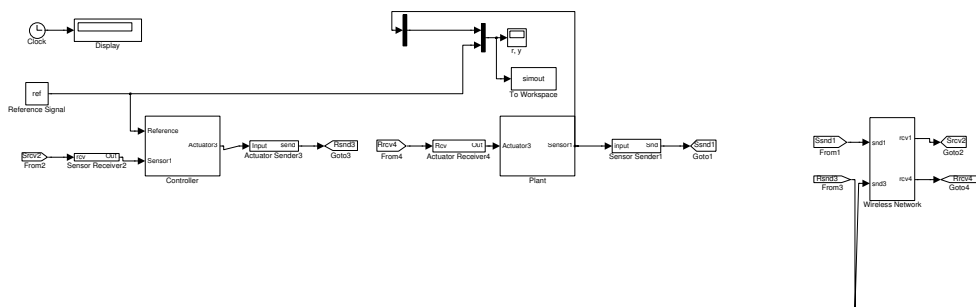 Clock
Display
r, y
simout
To Workspace
ref
Reference Signal
Reference
Sensor1
Actuator3
Controller
Srcv2
From2
rcv
Out
Sensor Receiver2
Input
send
Actuator Sender3
Rsnd3
Goto3
Rrcv4
From4
Rcv
Out
Actuator Receiver4
Actuator3
Sensor1
Plant
input
Snd
Sensor Sender1
Ssnd1
Goto1
Ssnd1
From1
Rsnd3
From3
snd1
snd3
rcv1
rcv4
Wireless Network
Srcv2
Goto2
Rrcv4
Goto4